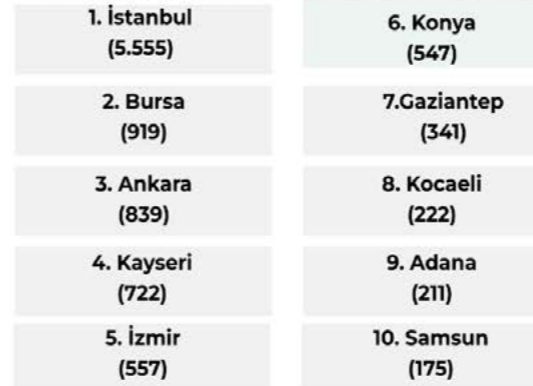 1. İstanbul
(5.555)
2. Bursa
(919)
3. Ankara
(839)
4. Kayseri
(722)
5. İzmir
(557)
6. Konya
(547)
7.Gaziantep
(341)
8. Kocaeli
(222)
9. Adana
(211)
10. Samsun
(175)